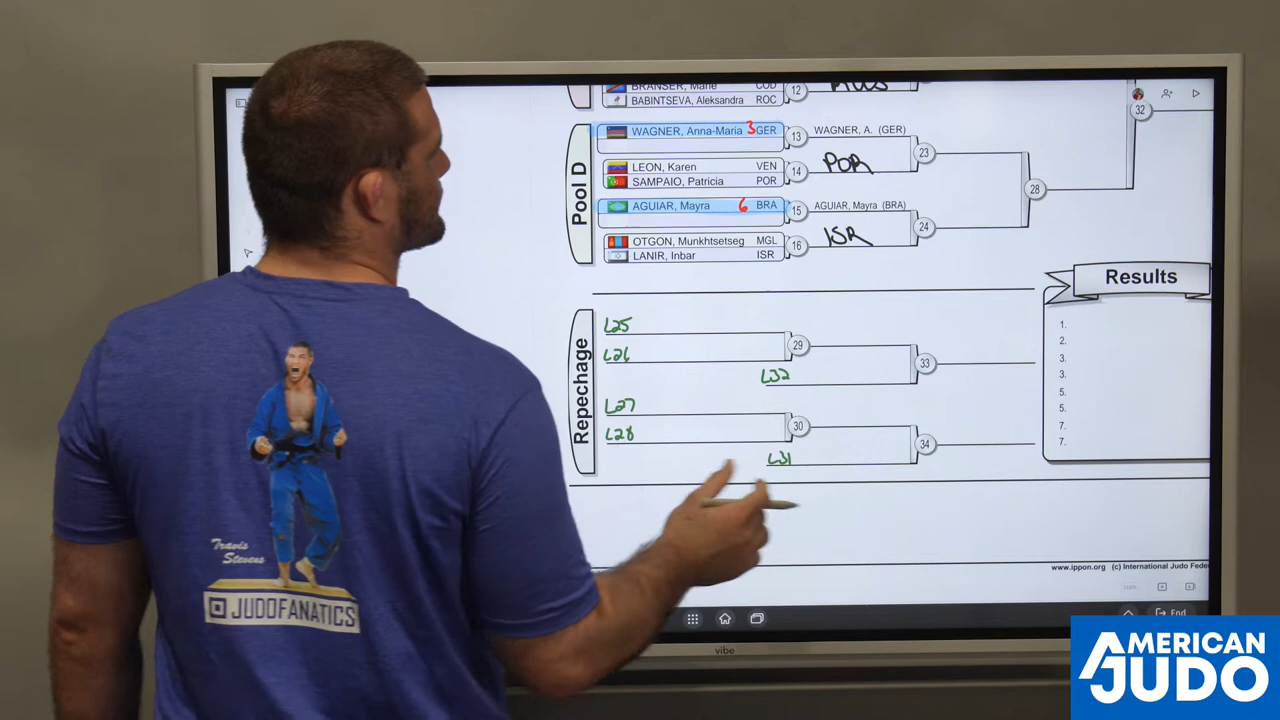 BRANSER, Marie COD
BABINTSEVA, Aleksandra ROC
12
32
Pool D
WAGNER, Anna-Maria 3 GER
13
WAGNER, A. (GER)
23
LEON, Karen VEN
SAMPAIO, Patricia POR
14
POR
28
AGUIAR, Mayra 6 BRA
15
AGUIAR, Mayra (BRA)
24
OTGON, Munkhtsetseg MGL
LANIR, Inbar ISR
16
ISR
Results
1.
2.
3.
3.
5.
5.
7.
7.
Repechage
L25
L26
29
L32
33
L27
L28
30
L31
34
www.ippon.org (c) International Judo Fede
End
vibe
Travis
Stevens
JUDOFANATICS
AMERICAN
JUDO